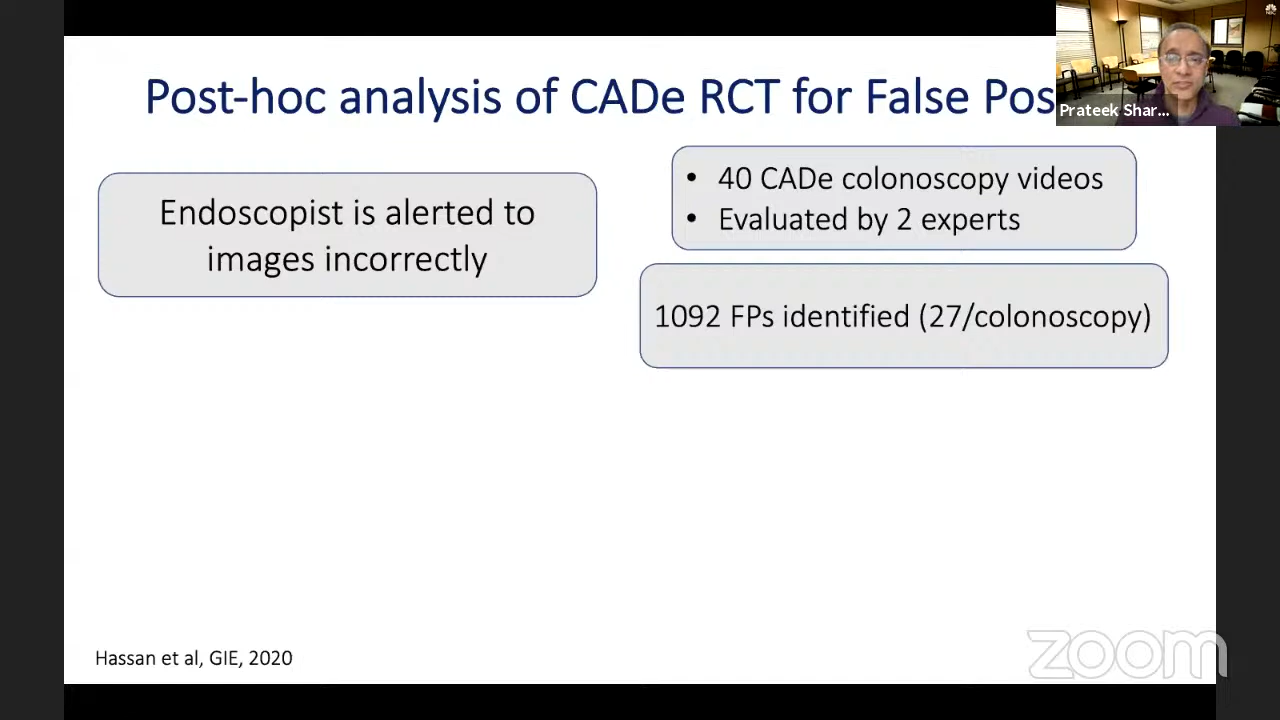 Post-hoc analysis of CADe RCT for False Pos
Prateek Shar...
Endoscopist is alerted to
images incorrectly
• 40 CADe colonoscopy videos
• Evaluated by 2 experts
1092 FPs identified (27/colonoscopy)
Hassan et al, GIE, 2020
zoom